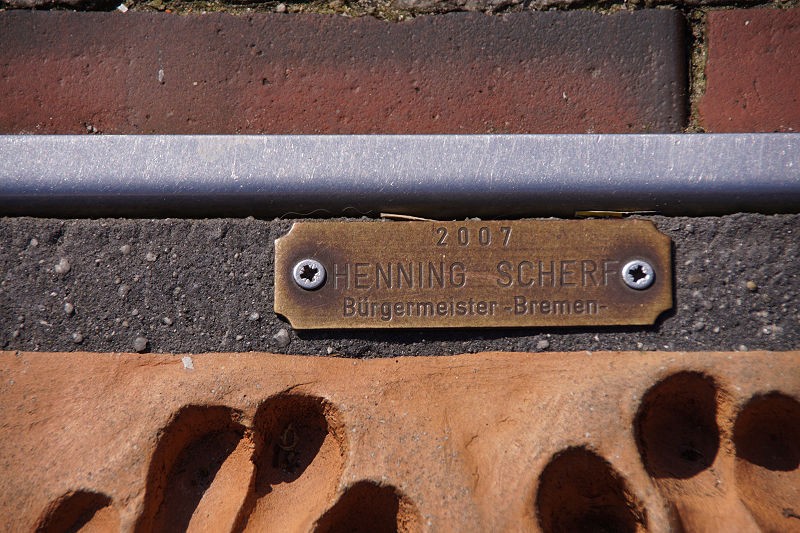 2007
HENNING SCHERF
Bürgermeister -Bremen-